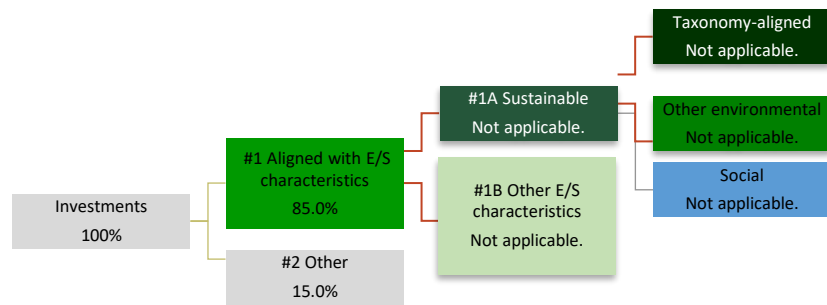 Taxonomy-aligned
Not applicable.
#1A Sustainable
Not applicable.
Other environmental
Not applicable.
#1 Aligned with E/S
characteristics
85.0%
#1B Other E/S
characteristics
Not applicable.
Social
Not applicable.
Investments
100%
#2 Other
15.0%